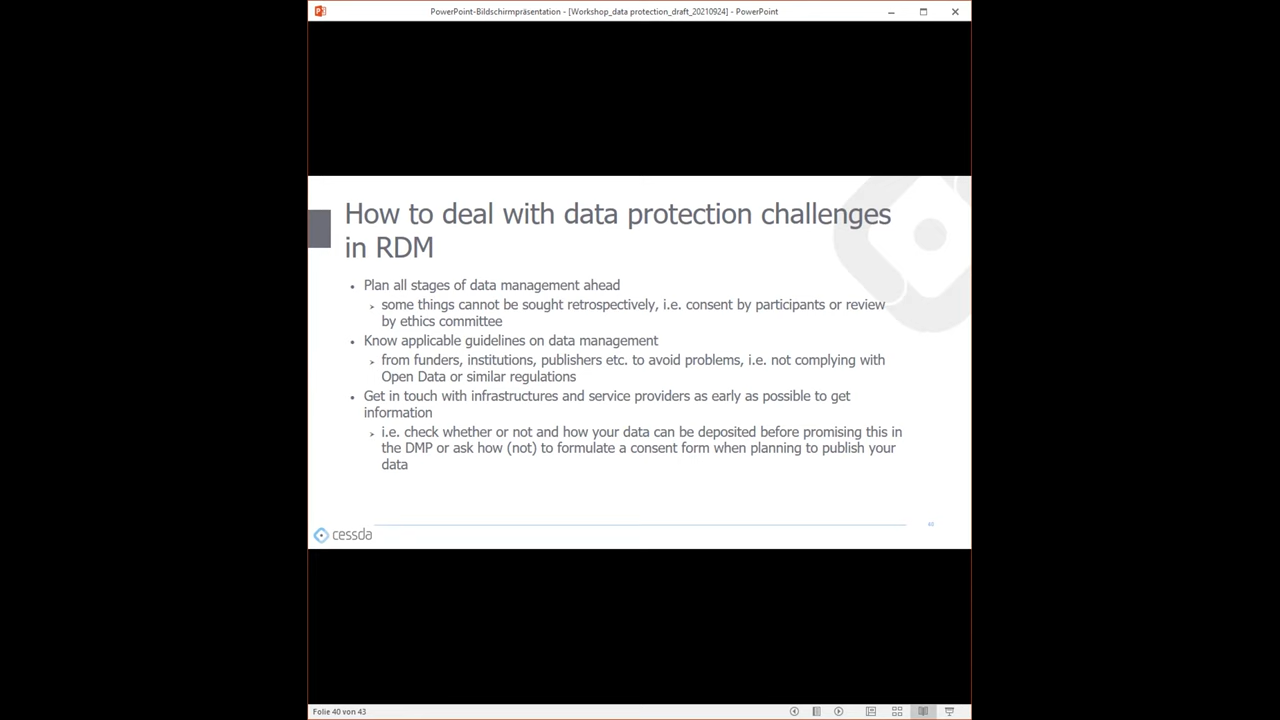 PowerPoint-Bildschirmpräsentation - [Workshop_data protection_draft_20210924] - PowerPoint
How to deal with data protection challenges
in RDM
• Plan all stages of data management ahead
➢ some things cannot be sought retrospectively, i.e. consent by participants or review
by ethics committee
• Know applicable guidelines on data management
➢ from funders, institutions, publishers etc. to avoid problems, i.e. not complying with
Open Data or similar regulations
• Get in touch with infrastructures and service providers as early as possible to get
information
➢ i.e. check whether or not and how your data can be deposited before promising this in
the DMP or ask how (not) to formulate a consent form when planning to publish your
data
cessda
40
Folie 40 von 43